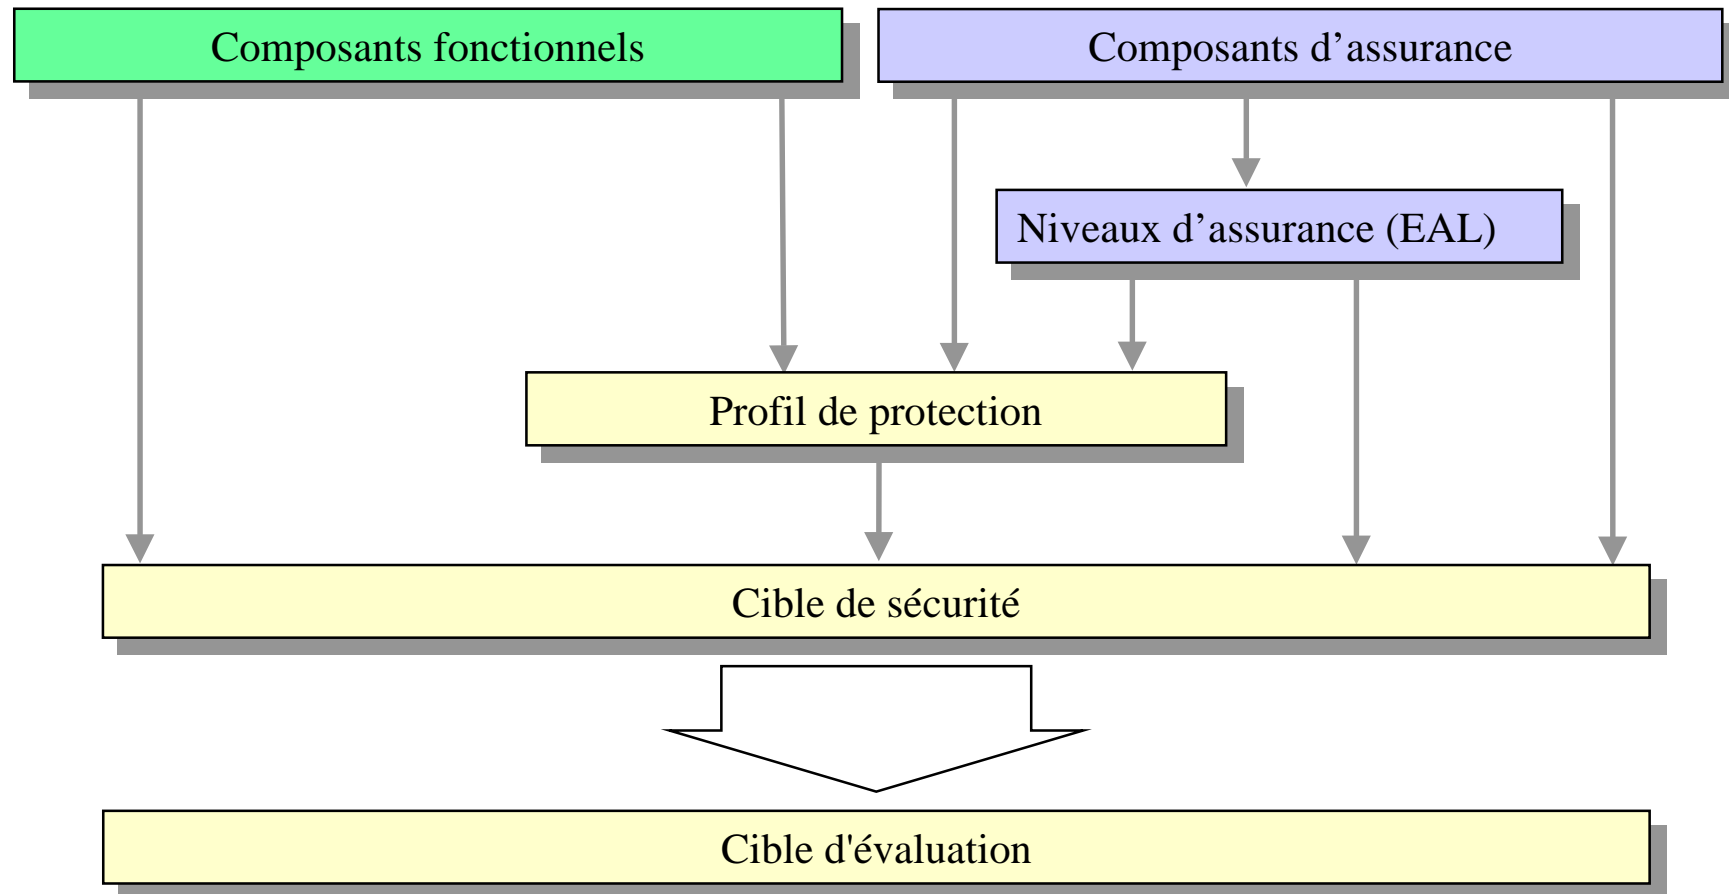 Composants fonctionnels
Composants d’assurance
Niveaux d’assurance (EAL)
Profil de protection
Cible de sécurité
Cible d'évaluation